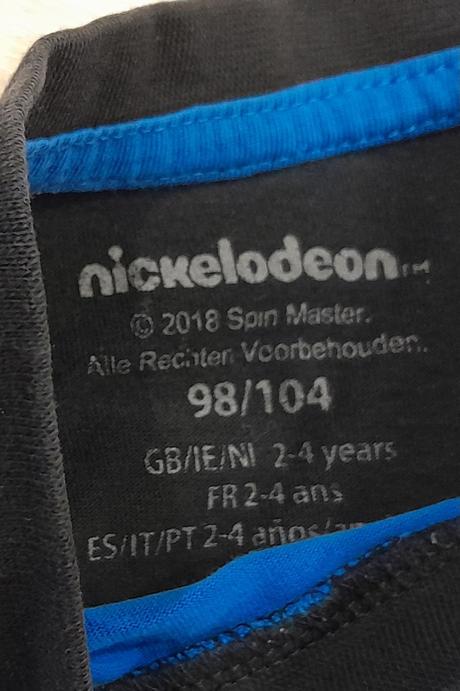 nickelodeon™
© 2018 Spin Master.
Alle Rechten Voorbehouden.
98/104
GB/IE/NI 2-4 years
FR 2-4 ans
ES/IT/PT 2-4 años/